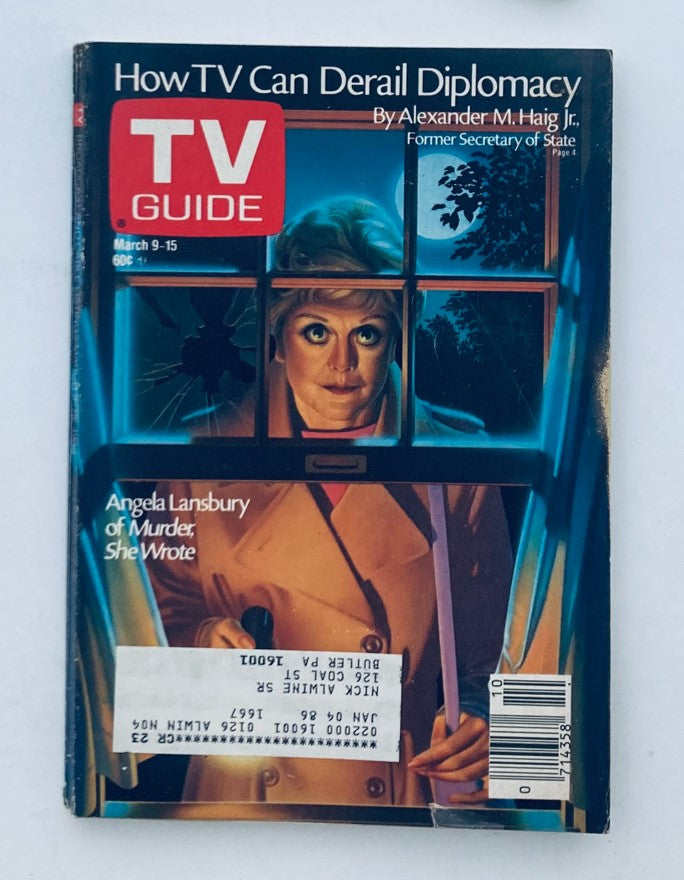 How TV Can Derail Diplomacy
By Alexander M. Haig Jr.,
Former Secretary of State
Page 4
TV
GUIDE
®
March 9-15
60¢
Angela Lansbury
of Murder,
She Wrote
******************************CR 23
022000 16001 0126 ALWIN N04
JAN 04 86 1667
NICK ALWINE SR
126 COAL ST
BUTLER PA 16001
0 714358 10